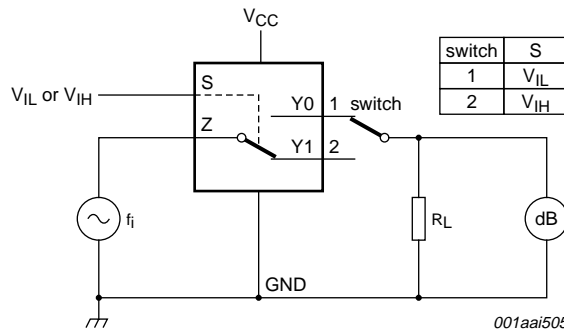 VCC
switch S
1 VIL
2 VIH
VIL or VIH
S
Y0 1 switch
Z
Y1 2
fi
RL
dB
GND
001aai505